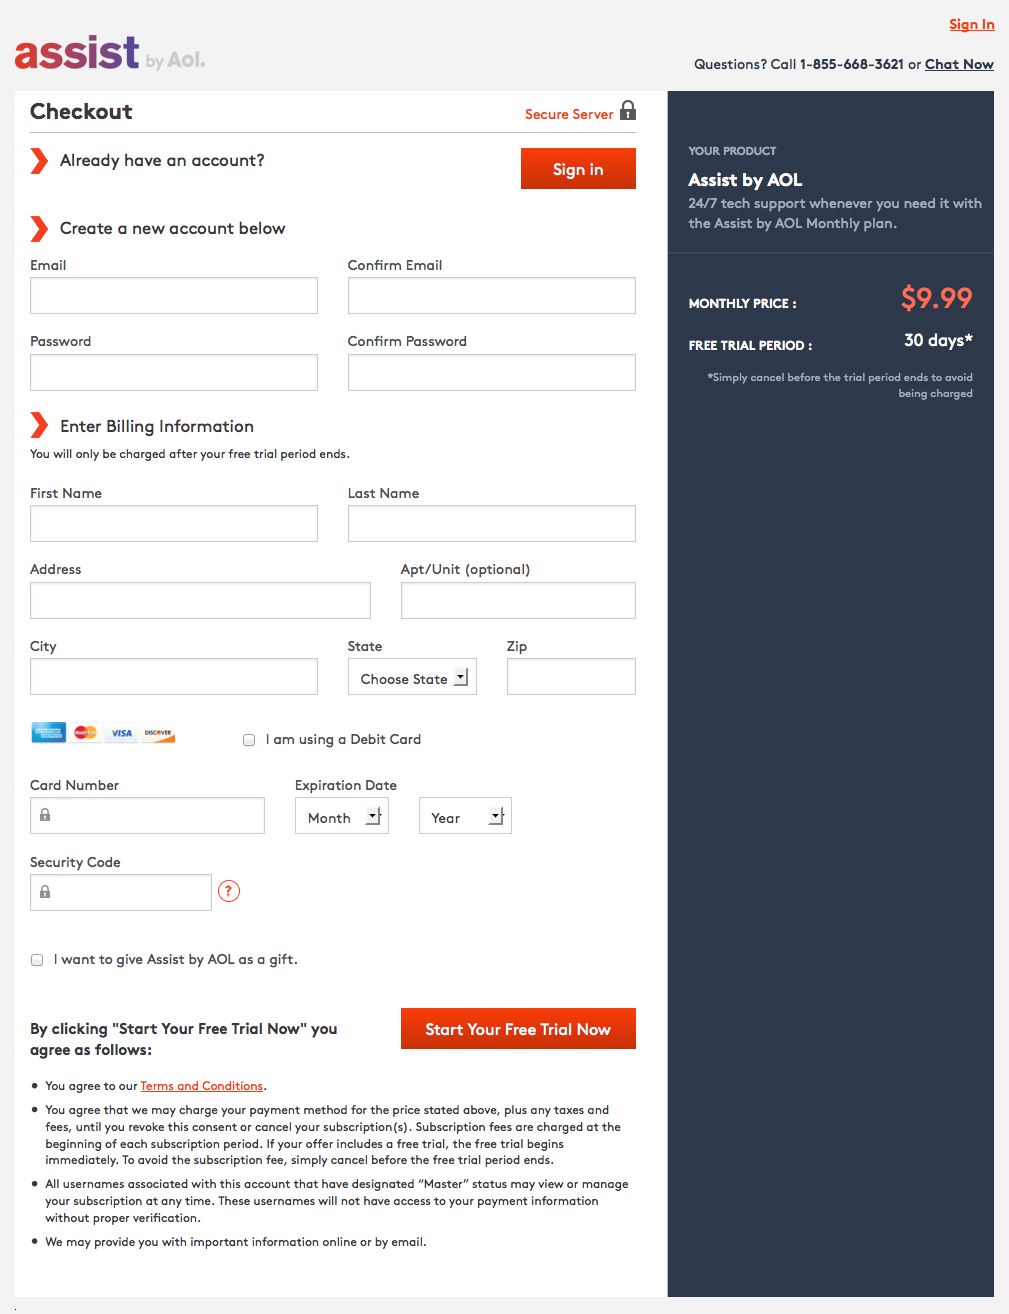 Sign In
assist by Aol.
Questions? Call 1-855-668-3621 or Chat Now
Checkout
Secure Server
Already have an account?
Sign in
Create a new account below
Email
Confirm Email
Password
Confirm Password
Enter Billing Information
You will only be charged after your free trial period ends.
First Name
Last Name
Address
Apt/Unit (optional)
City
State
Zip
Choose State
MasterCard
VISA
DISCOVER
I am using a Debit Card
Card Number
Expiration Date
Month
Year
Security Code
?
I want to give Assist by AOL as a gift.
By clicking "Start Your Free Trial Now" you
agree as follows:
Start Your Free Trial Now
• You agree to our Terms and Conditions.
• You agree that we may charge your payment method for the price stated above, plus any taxes and
fees, until you revoke this consent or cancel your subscription(s). Subscription fees are charged at the
beginning of each subscription period. If your offer includes a free trial, the free trial begins
immediately. To avoid the subscription fee, simply cancel before the free trial period ends.
• All usernames associated with this account that have designated “Master” status may view or manage
your subscription at any time. These usernames will not have access to your payment information
without proper verification.
• We may provide you with important information online or by email.
YOUR PRODUCT
Assist by AOL
24/7 tech support whenever you need it with
the Assist by AOL Monthly plan.
MONTHLY PRICE :
$9.99
FREE TRIAL PERIOD :
30 days*
*Simply cancel before the trial period ends to avoid
being charged